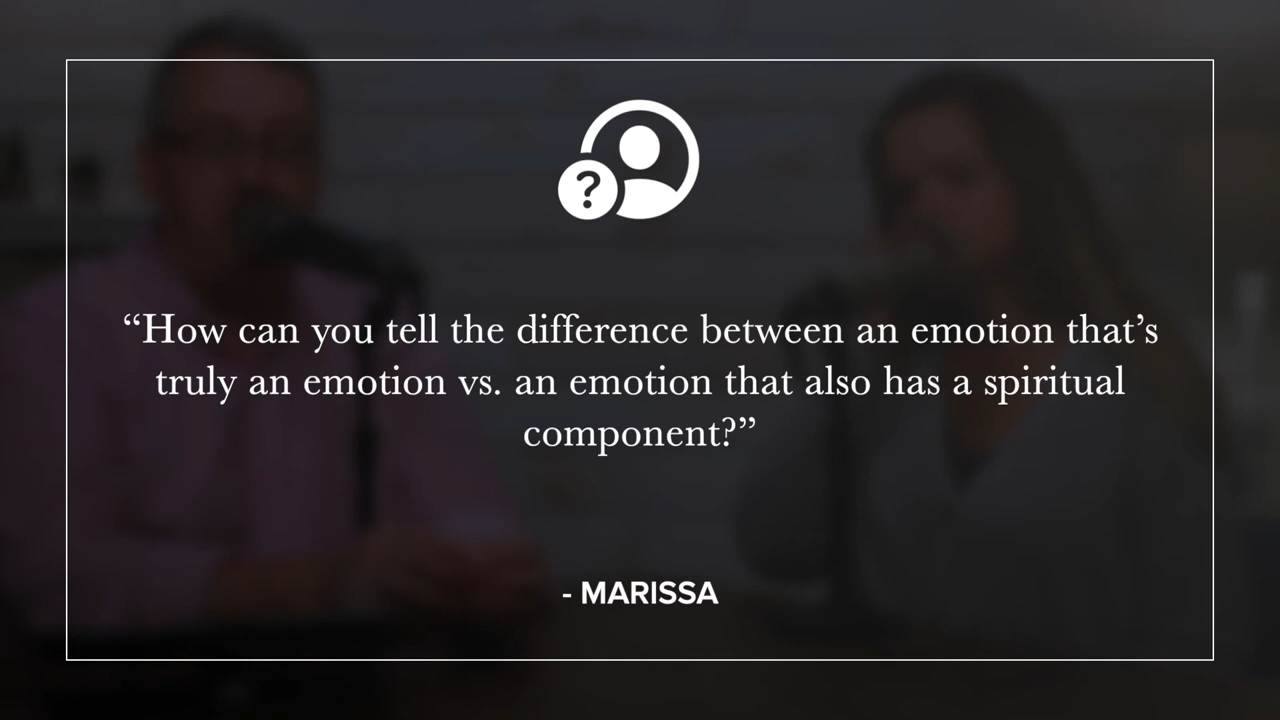 ?
“How can you tell the difference between an emotion that’s
truly an emotion vs. an emotion that also has a spiritual
component?”
- MARISSA